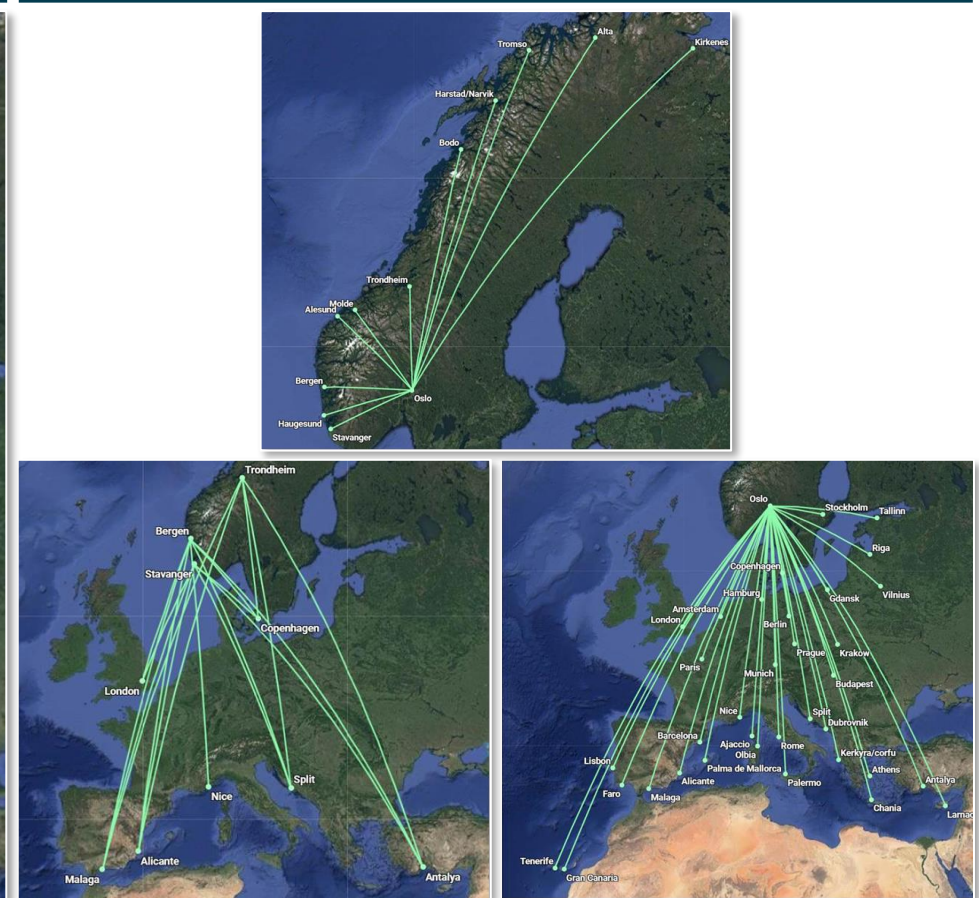 Alta
Kirkenes
Tromso
Harstad/Narvik
Bodo
Trondheim
Molde
Alesund
Bergen
Oslo
Haugesund
Stavanger
Trondheim
Bergen
Stavanger
Copenhagen
London
Split
Nice
Alicante
Malaga
Antalya
Oslo
Stockholm
Tallinn
Riga
Copenhagen
Vilnius
Hamburg
Gdansk
Amsterdam
London
Berlin
Prague
Krakow
Paris
Munich
Budapest
Nice
Split
Dubrovnik
Barcelona
Ajaccio
Rome
Olbia
Kerkyra/corfu
Lisbon
Palma de Mallorca
Athens
Alicante
Palermo
Antalya
Faro
Malaga
Chania
Larnac
Tenerife
Gran Canaria